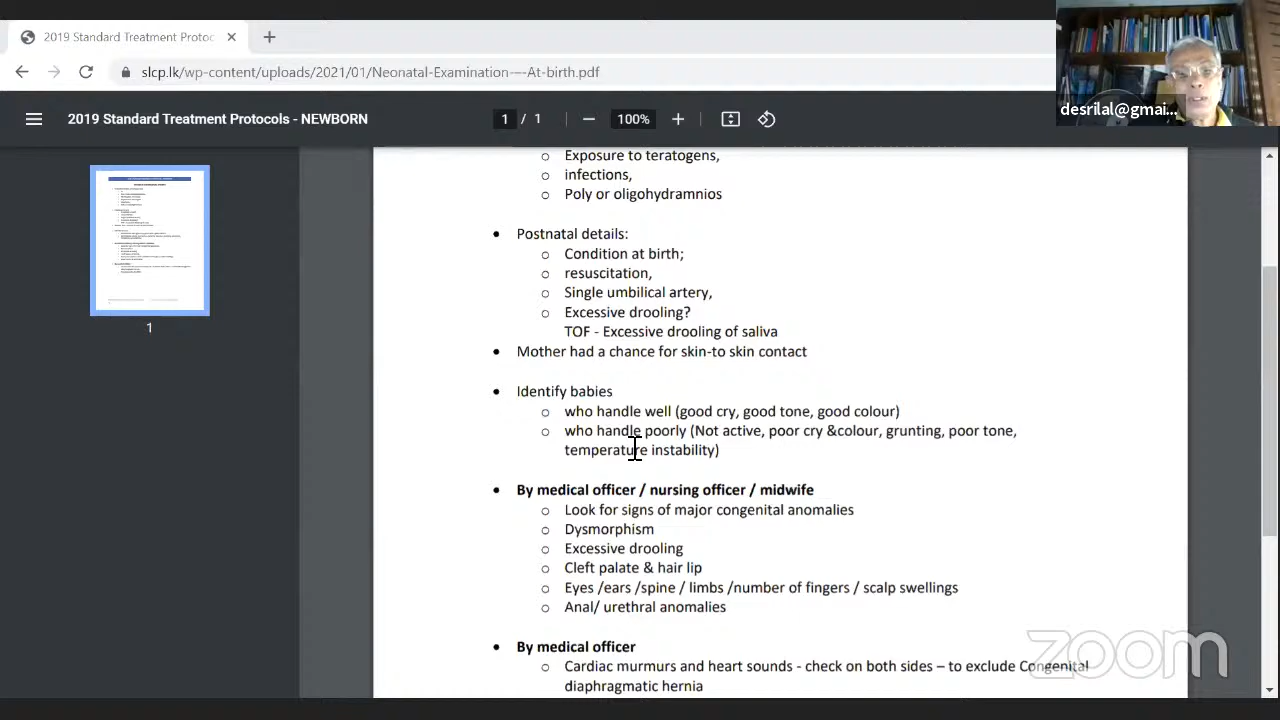 2019 Standard Treatment Protoc
slcp.lk/wp-content/uploads/2021/01/Neonatal-Examination-–-At-birth.pdf
desrilal@gmai...
2019 Standard Treatment Protocols - NEWBORN
1 / 1
100%
1
Exposure to teratogens,
infections,
Poly or oligohydramnios
Postnatal details:
Condition at birth;
resuscitation,
Single umbilical artery,
Excessive drooling?
TOF - Excessive drooling of saliva
Mother had a chance for skin-to skin contact
Identify babies
who handle well (good cry, good tone, good colour)
who handle poorly (Not active, poor cry &colour, grunting, poor tone,
temperature instability)
By medical officer / nursing officer / midwife
Look for signs of major congenital anomalies
Dysmorphism
Excessive drooling
Cleft palate & hair lip
Eyes /ears /spine / limbs /number of fingers / scalp swellings
Anal/ urethral anomalies
By medical officer
Cardiac murmurs and heart sounds - check on both sides – to exclude Congenital
diaphragmatic hernia
zoom